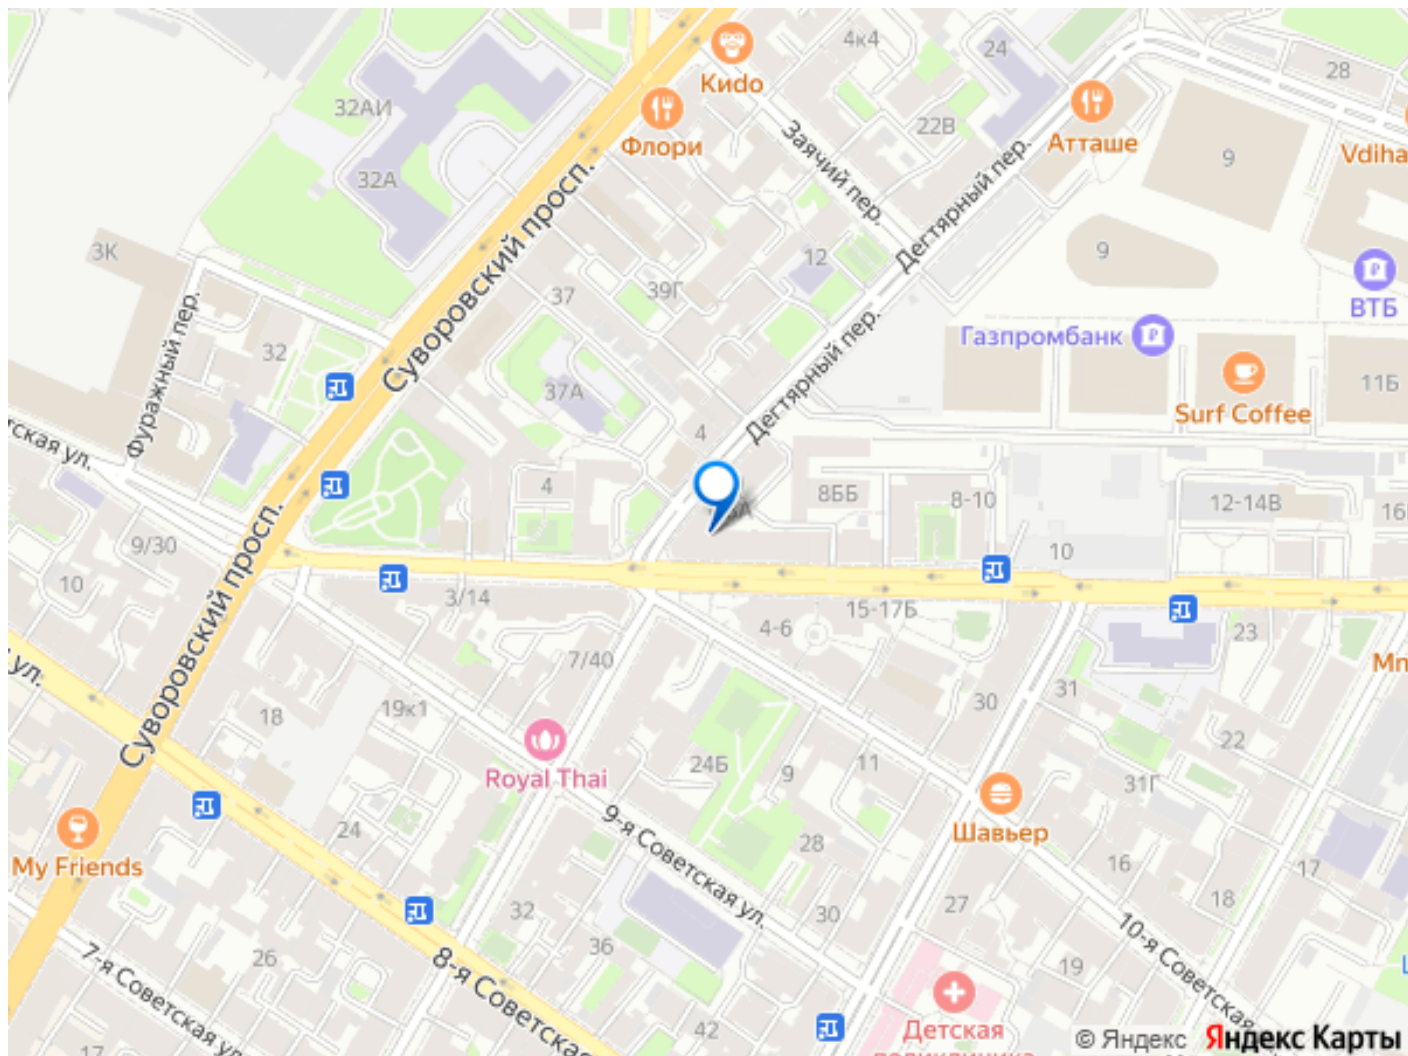 4к4
24
28
Кидо
32АИ
Флори
22В
Атташе
9
Vdiha
Заячий пер.
32А
Дегтярный пер.
Суворовский просп.
3К
12
9
ВТБ
37
39Г
Газпромбанк
Фуражный пер.
32
Дегтярный пер.
11Б
37А
Surf Coffee
тская ул.
4
4
8ББ
8-10
12-14В
16
9/30
10
10
3/14
15-17Б
4-6
23
Суворовский просп.
ул.
7/40
Мп
31
30
18
19к1
22
24Б
9
11
Royal Thai
31Г
24
9-я Советская ул.
Шавьер
28
My Friends
16
17
18
32
30
27
36
10-я Советская
26
7-я Советская ул.
8-я Советская
19
42
Детская
поликлиника
17
© Яндекс Яндекс Карты